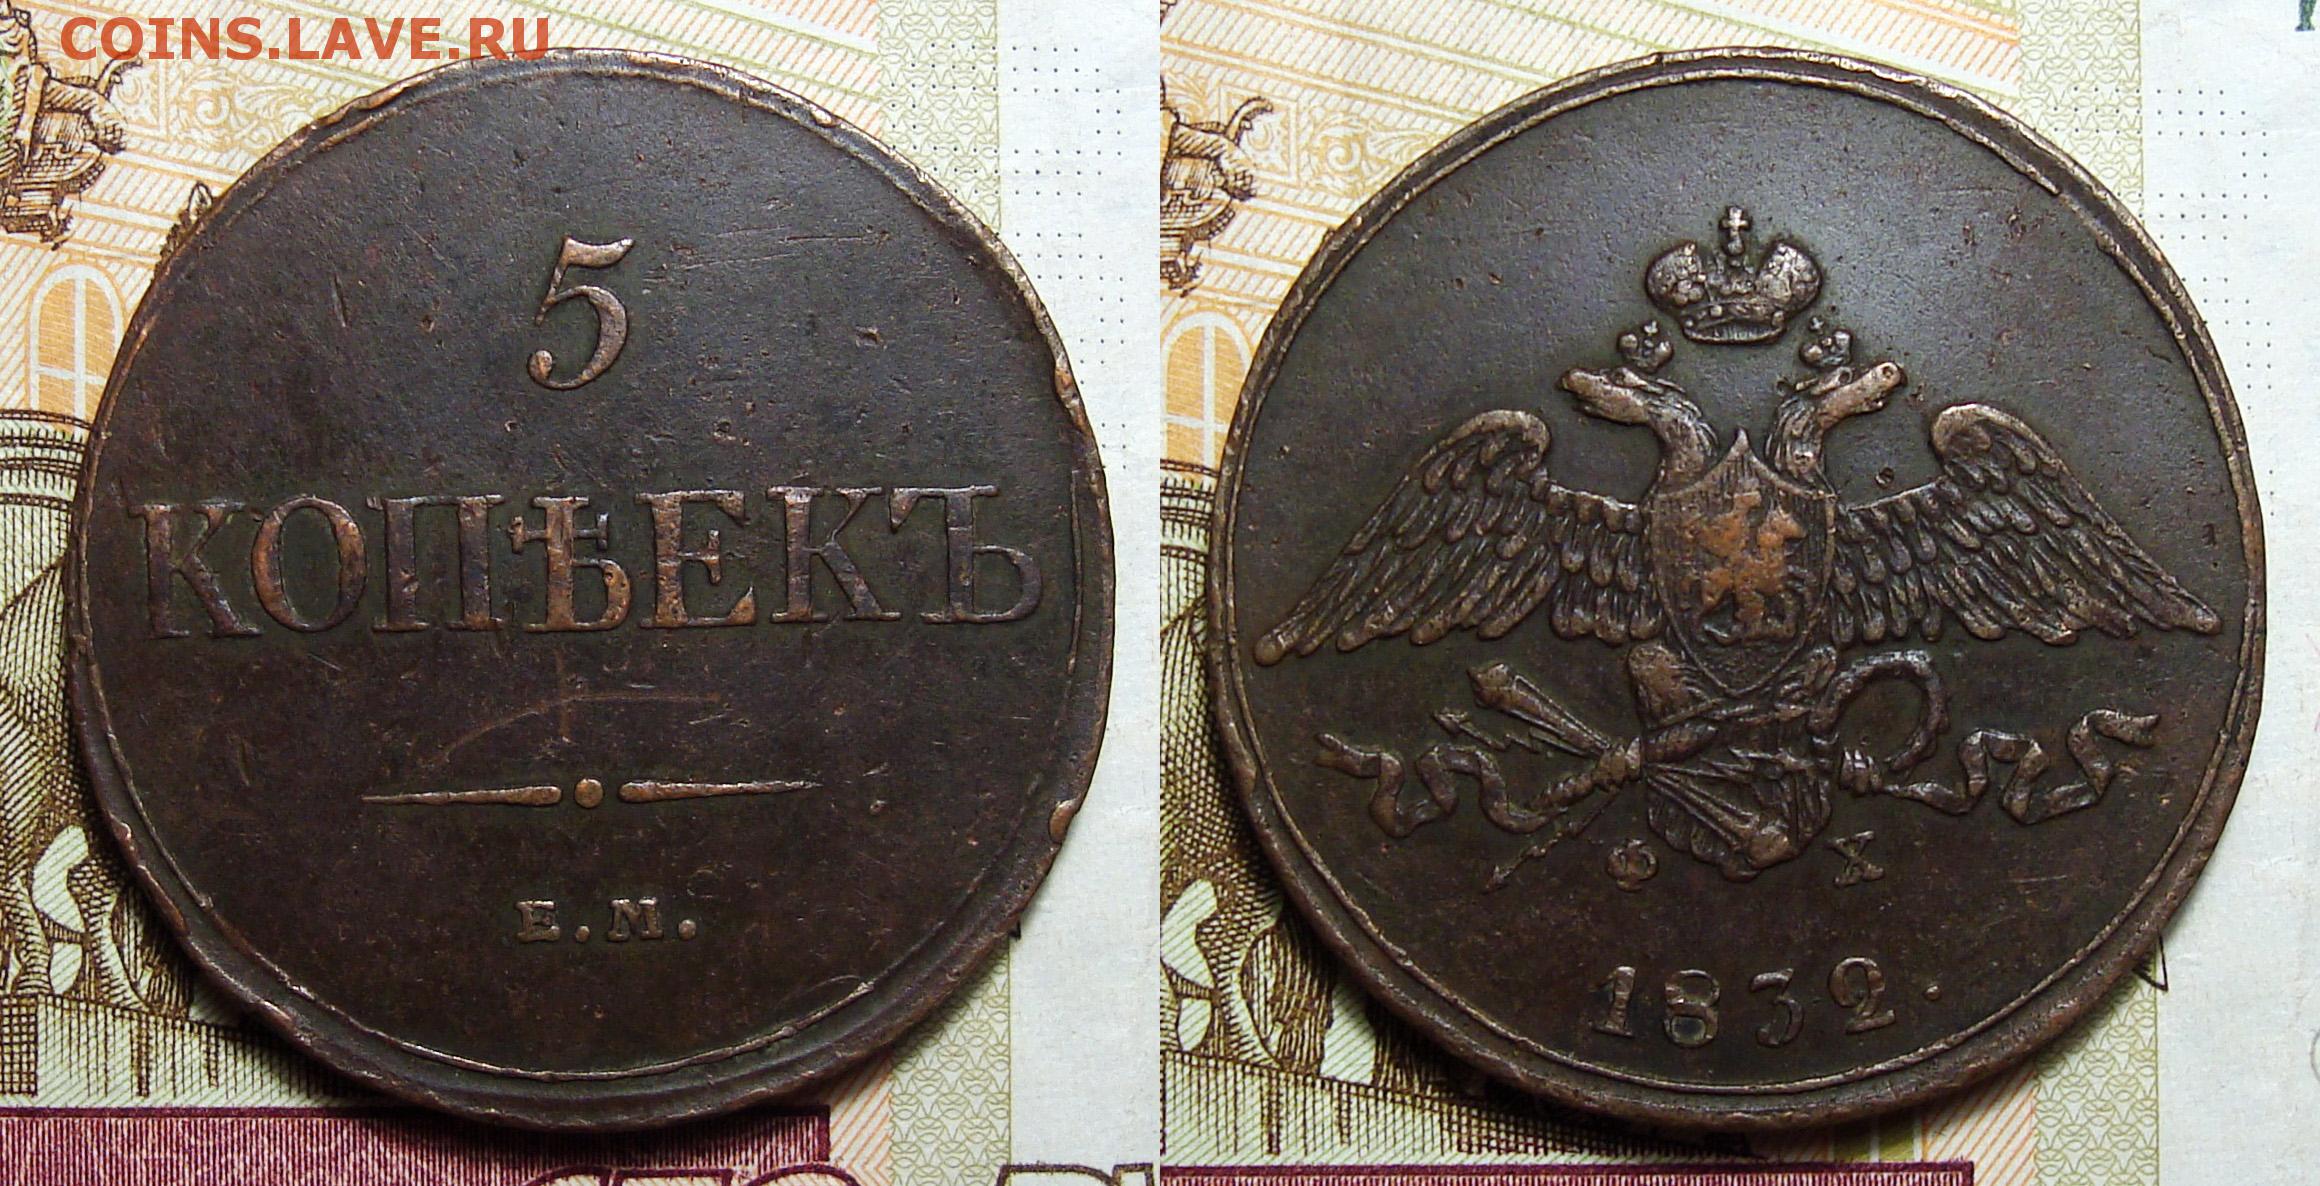 COINS.LAVE.RU
5
КОПѢЕКЪ
Е.М.
Ф Х
1832.